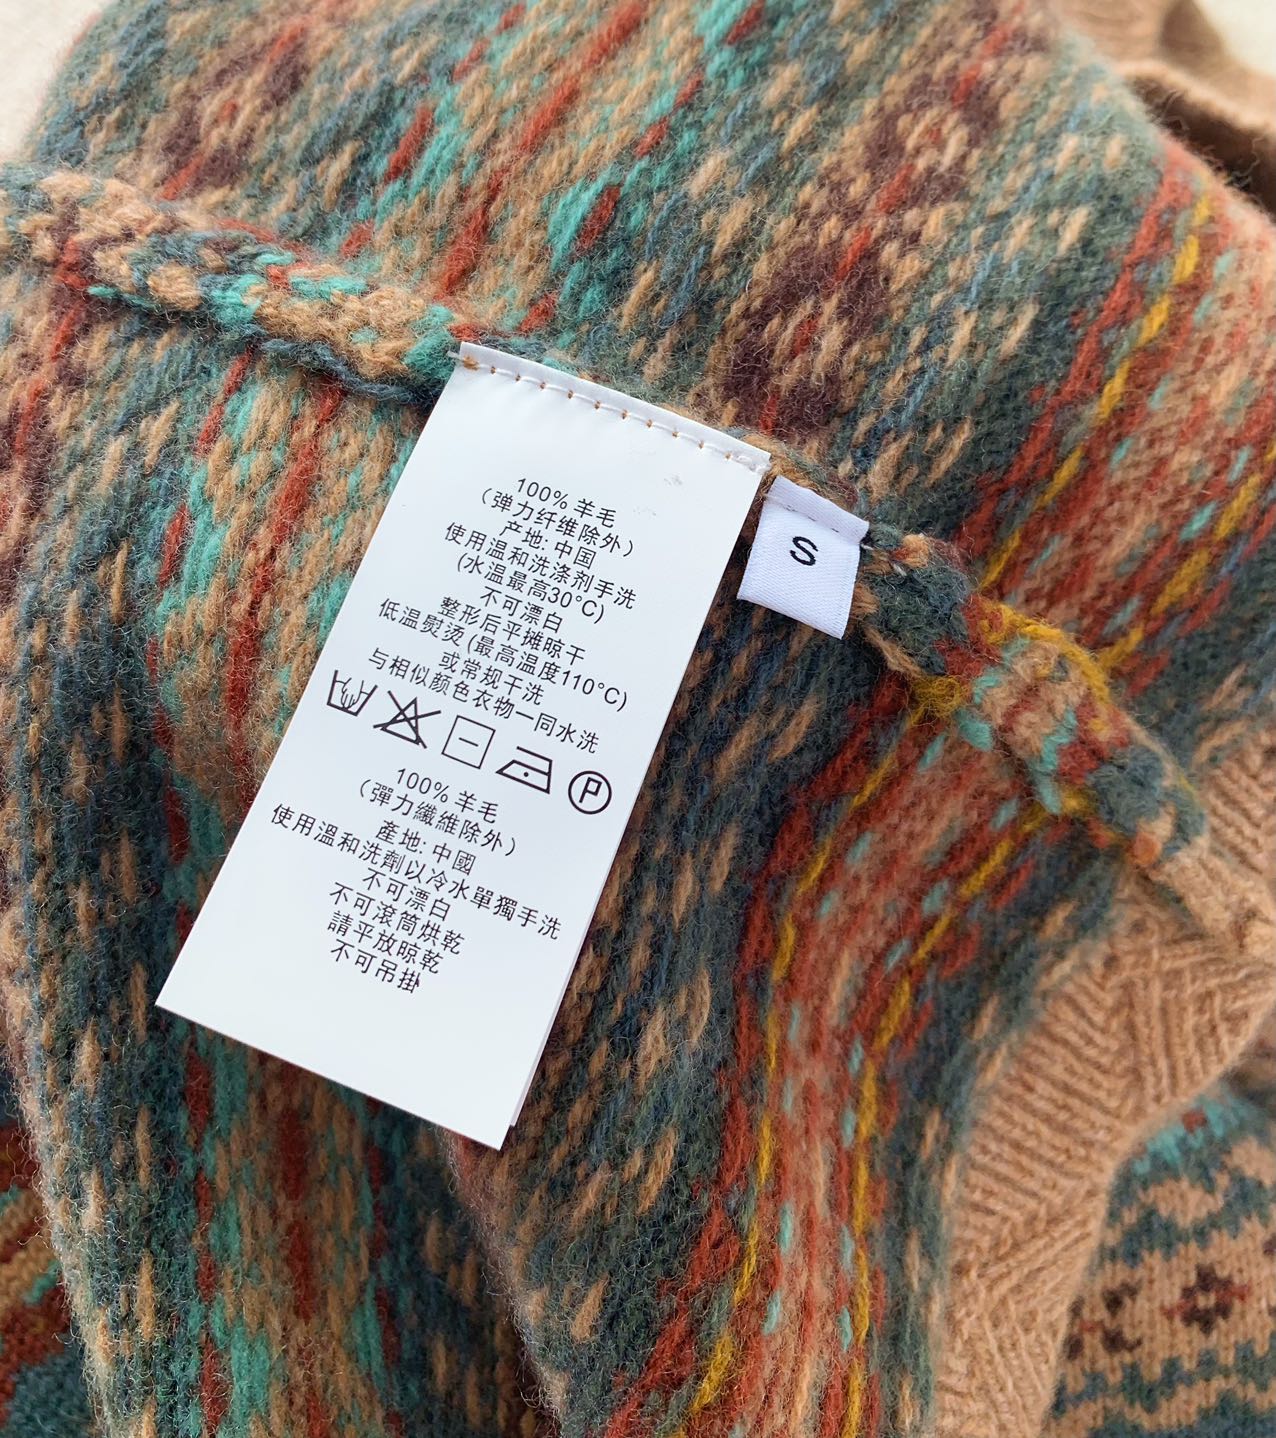 100% 羊毛
（弹力纤维除外）
产地: 中国
使用温和洗涤剂手洗
(水温最高30°C)
不可漂白
整形后平摊晾干
低温熨烫(最高温度110°C)
或常规干洗
与相似颜色衣物一同水洗
P
100% 羊毛
（彈力纖維除外）
產地: 中國
使用溫和洗劑以冷水單獨手洗
不可漂白
不可滾筒烘乾
請平放晾乾
不可吊掛
S